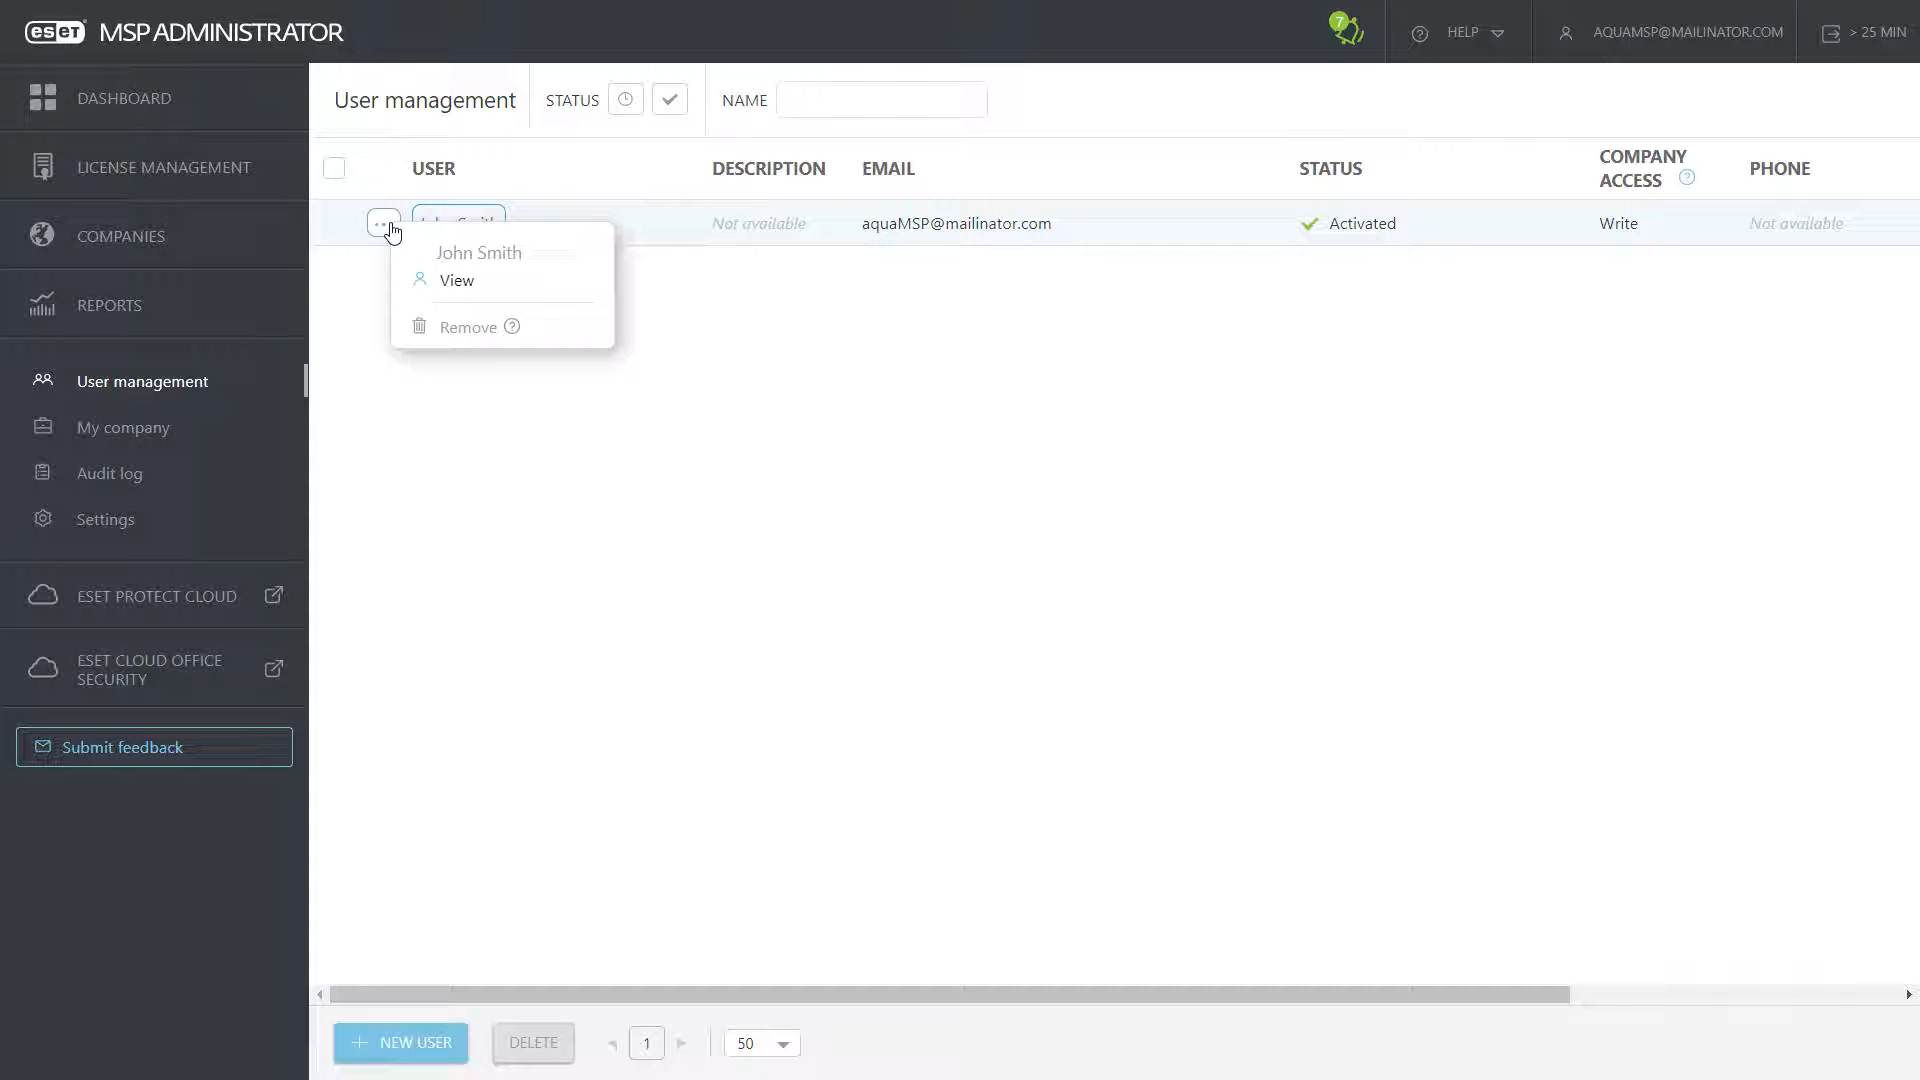 eset MSP ADMINISTRATOR
7
HELP
AQUAMSP@MAILINATOR.COM
> 25 MIN
DASHBOARD
LICENSE MANAGEMENT
COMPANIES
REPORTS
User management
My company
Audit log
Settings
ESET PROTECT CLOUD
ESET CLOUD OFFICE
SECURITY
Submit feedback
User management
STATUS
NAME
USER
DESCRIPTION
EMAIL
STATUS
COMPANY
ACCESS
PHONE
John Smith
Not available
aquaMSP@mailinator.com
Activated
Write
Not available
John Smith
View
Remove
NEW USER
DELETE
1
50